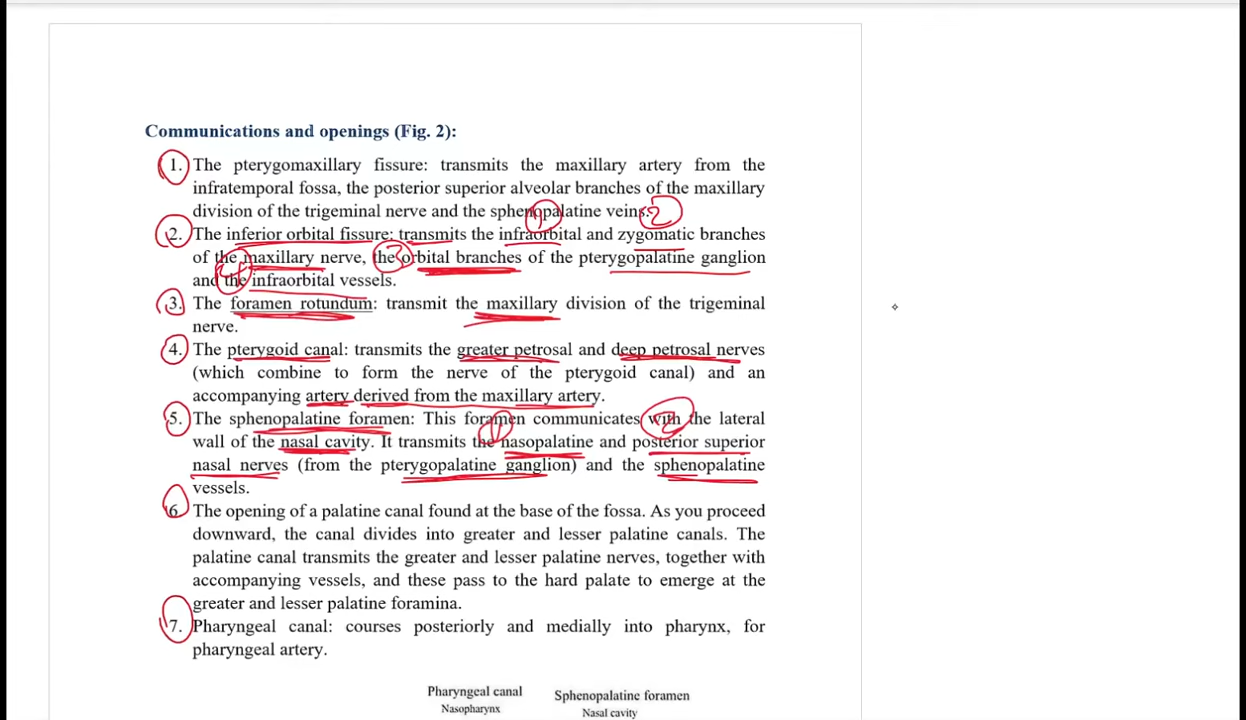 Communications and openings (Fig. 2):
1. The pterygomaxillary fissure: transmits the maxillary artery from the
infratemporal fossa, the posterior superior alveolar branches of the maxillary
division of the trigeminal nerve and the sphenopalatine veins. 2
1
2. The inferior orbital fissure: transmits the infraorbital and zygomatic branches
of the maxillary nerve, the orbital branches of the pterygopalatine ganglion
3
4
and the infraorbital vessels.
3. The foramen rotundum: transmit the maxillary division of the trigeminal
nerve.
4. The pterygoid canal: transmits the greater petrosal and deep petrosal nerves
(which combine to form the nerve of the pterygoid canal) and an
accompanying artery derived from the maxillary artery.
5. The sphenopalatine foramen: This foramen communicates with the lateral
1
2
wall of the nasal cavity. It transmits the nasopalatine and posterior superior
nasal nerves (from the pterygopalatine ganglion) and the sphenopalatine
vessels.
6. The opening of a palatine canal found at the base of the fossa. As you proceed
downward, the canal divides into greater and lesser palatine canals. The
palatine canal transmits the greater and lesser palatine nerves, together with
accompanying vessels, and these pass to the hard palate to emerge at the
greater and lesser palatine foramina.
7. Pharyngeal canal: courses posteriorly and medially into pharynx, for
pharyngeal artery.
Pharyngeal canal Sphenopalatine foramen
Nasopharynx Nasal cavity